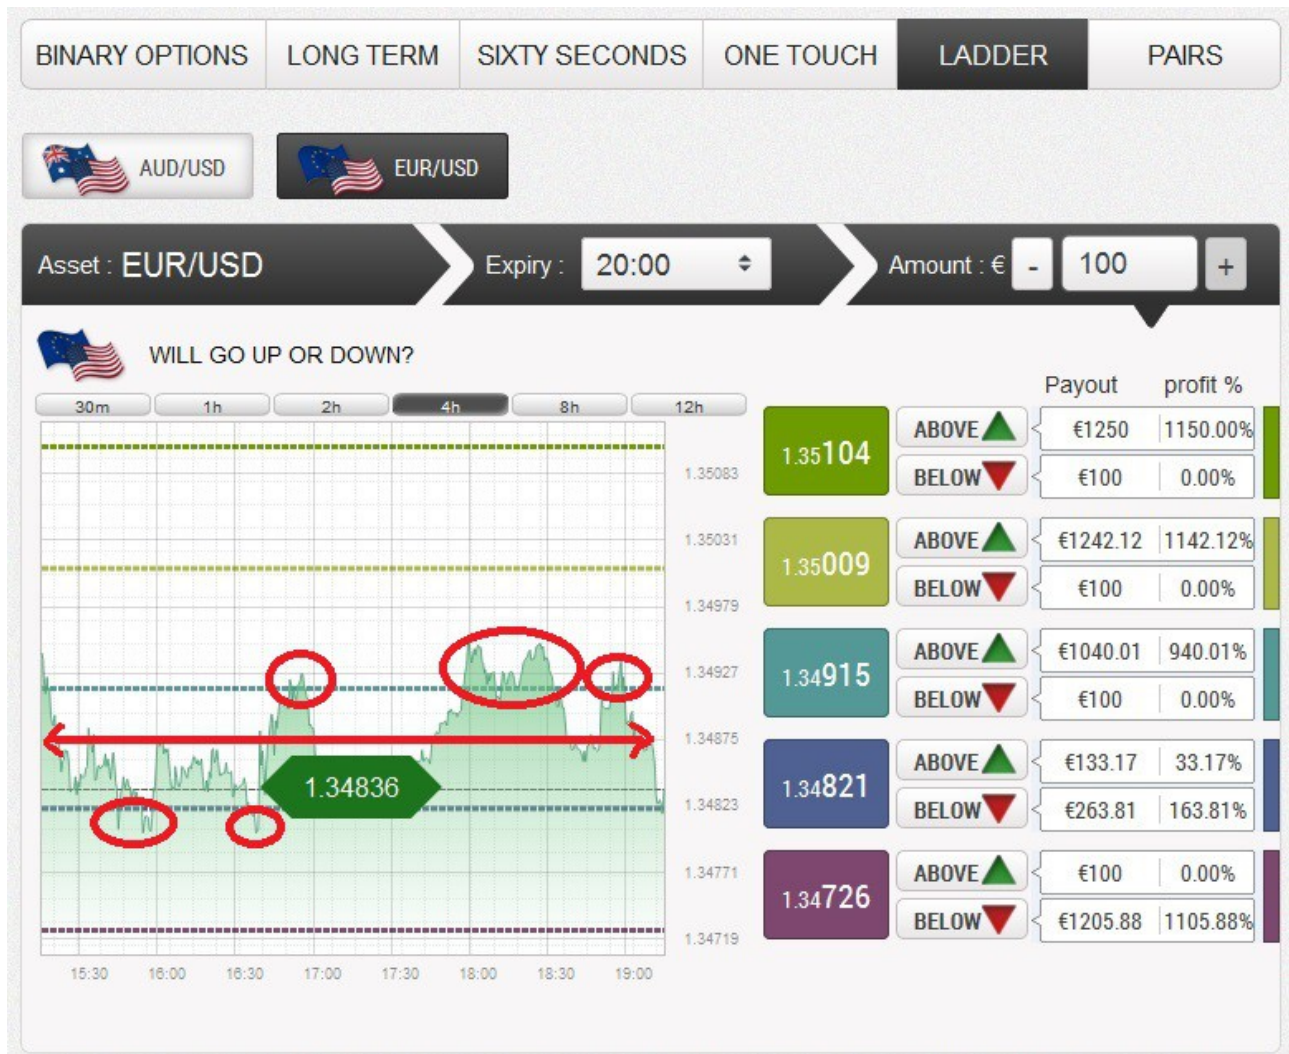 BINARY OPTIONS LONG TERM SIXTY SECONDS ONE TOUCH LADDER PAIRS
AUD/USD EUR/USD
Asset : EUR/USD Expiry : 20:00 Amount : € - 100 +
WILL GO UP OR DOWN?
Payout profit %
30m 1h 2h 4h 8h 12h
1.35104 ABOVE €1250 1150.00%
BELOW €100 0.00%
1.35009 ABOVE €1242.12 1142.12%
BELOW €100 0.00%
1.34915 ABOVE €1040.01 940.01%
BELOW €100 0.00%
1.34821 ABOVE €133.17 33.17%
BELOW €263.81 163.81%
1.34726 ABOVE €100 0.00%
BELOW €1205.88 1105.88%
1.35083
1.35031
1.34979
1.34927
1.34875
1.34836
1.34823
1.34771
1.34719
15:30 16:00 16:30 17:00 17:30 18:00 18:30 19:00